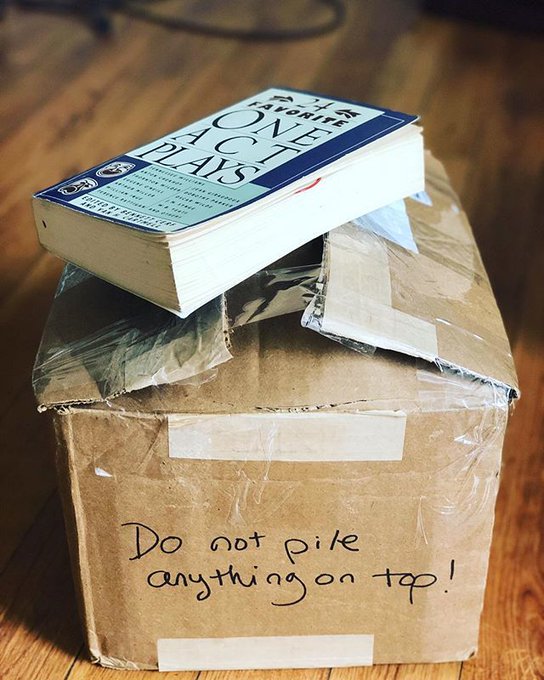 24
FAVORITE
ONE
ACT
PLAYS
EDITED BY BENNETT CERF
AND VAN H. CARTMELL
Do not pile
anything on top!